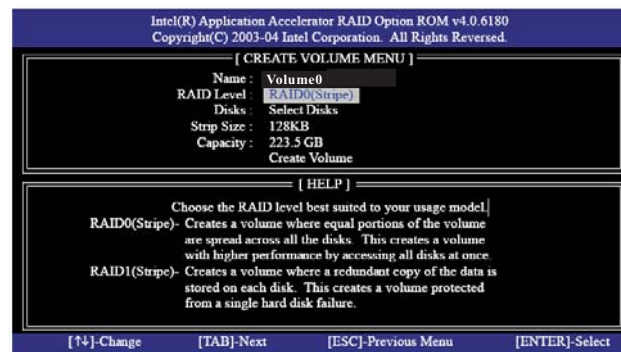 Intel(R) Application Accelerator RAID Option ROM v4.0.6180
Copyright(C) 2003-04 Intel Corporation. All Rights Reversed.
[ CREATE VOLUME MENU ]
Name : Volume0
RAID Level : RAID0(Stripe)
Disks : Select Disks
Strip Size : 128KB
Capacity : 223.5 GB
Create Volume
[ HELP ]
Choose the RAID level best suited to your usage model.
RAID0(Stripe)- Creates a volume where equal portions of the volume
are spread across all the disks. This creates a volume
with higher performance by accessing all disks at once.
RAID1(Stripe)- Creates a volume where a redundant copy of the data is
stored on each disk. This creates a volume protected
from a single hard disk failure.
[↑↓]-Change [TAB]-Next [ESC]-Previous Menu [ENTER]-Select